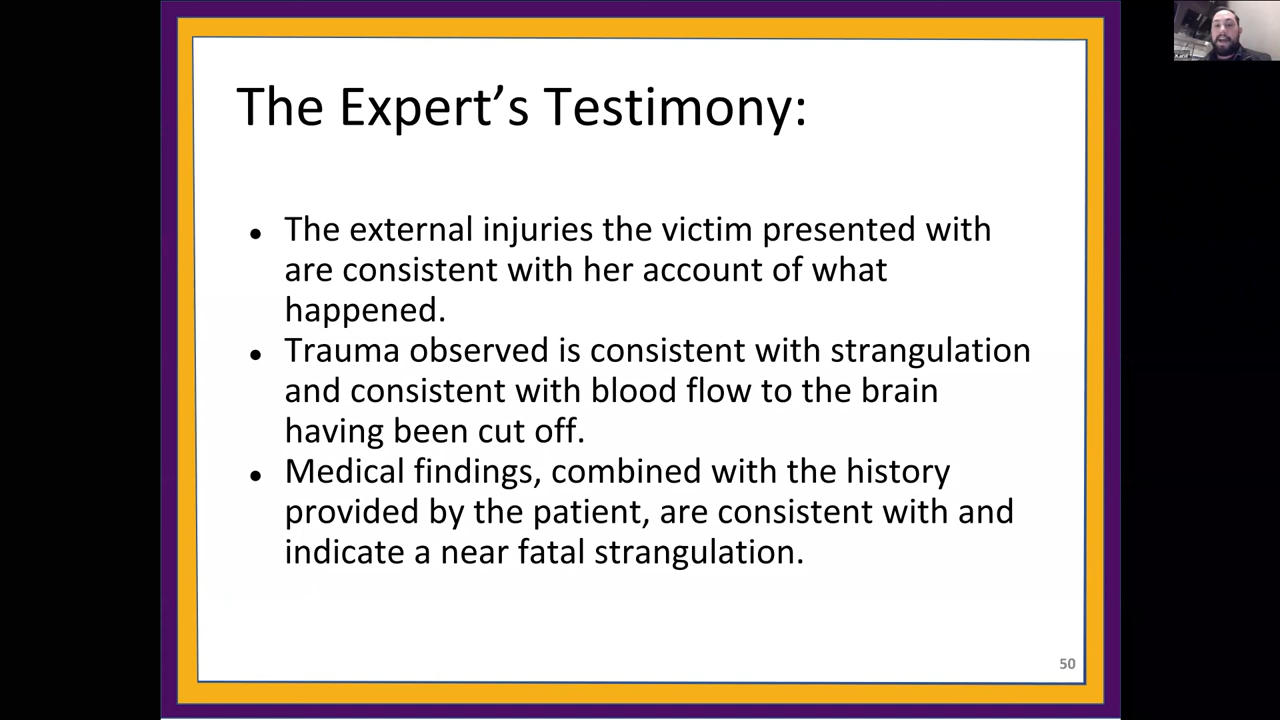 The Expert’s Testimony:
● The external injuries the victim presented with
are consistent with her account of what
happened.
● Trauma observed is consistent with strangulation
and consistent with blood flow to the brain
having been cut off.
● Medical findings, combined with the history
provided by the patient, are consistent with and
indicate a near fatal strangulation.
50